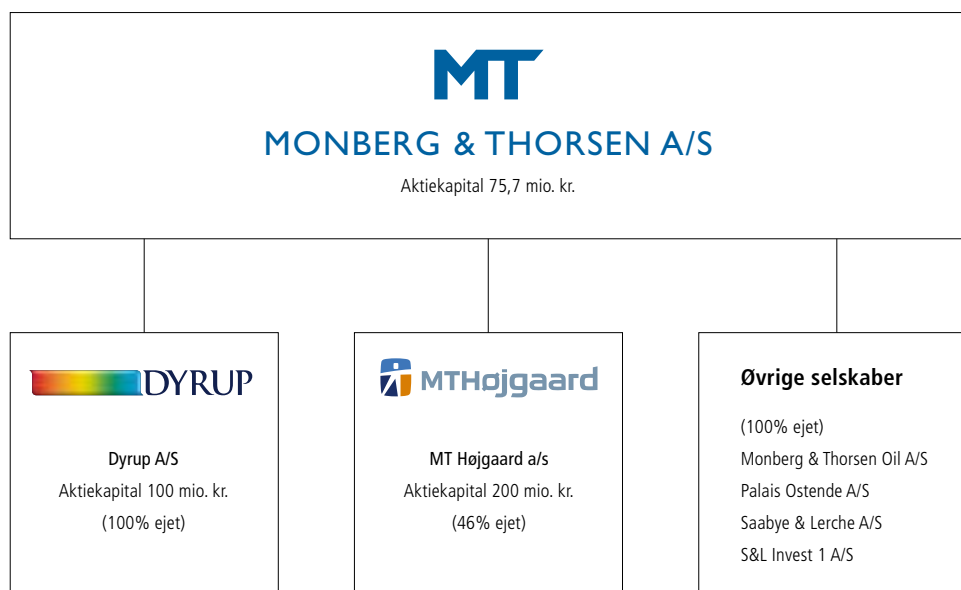 MT
MONBERG & THORSEN A/S
Aktiekapital 75,7 mio. kr.
DYRUP
Dyrup A/S
Aktiekapital 100 mio. kr.
(100% ejet)
MTHøjgaard
MT Højgaard a/s
Aktiekapital 200 mio. kr.
(46% ejet)
Øvrige selskaber
(100% ejet)
Monberg & Thorsen Oil A/S
Palais Ostende A/S
Saabye & Lerche A/S
S&L Invest 1 A/S